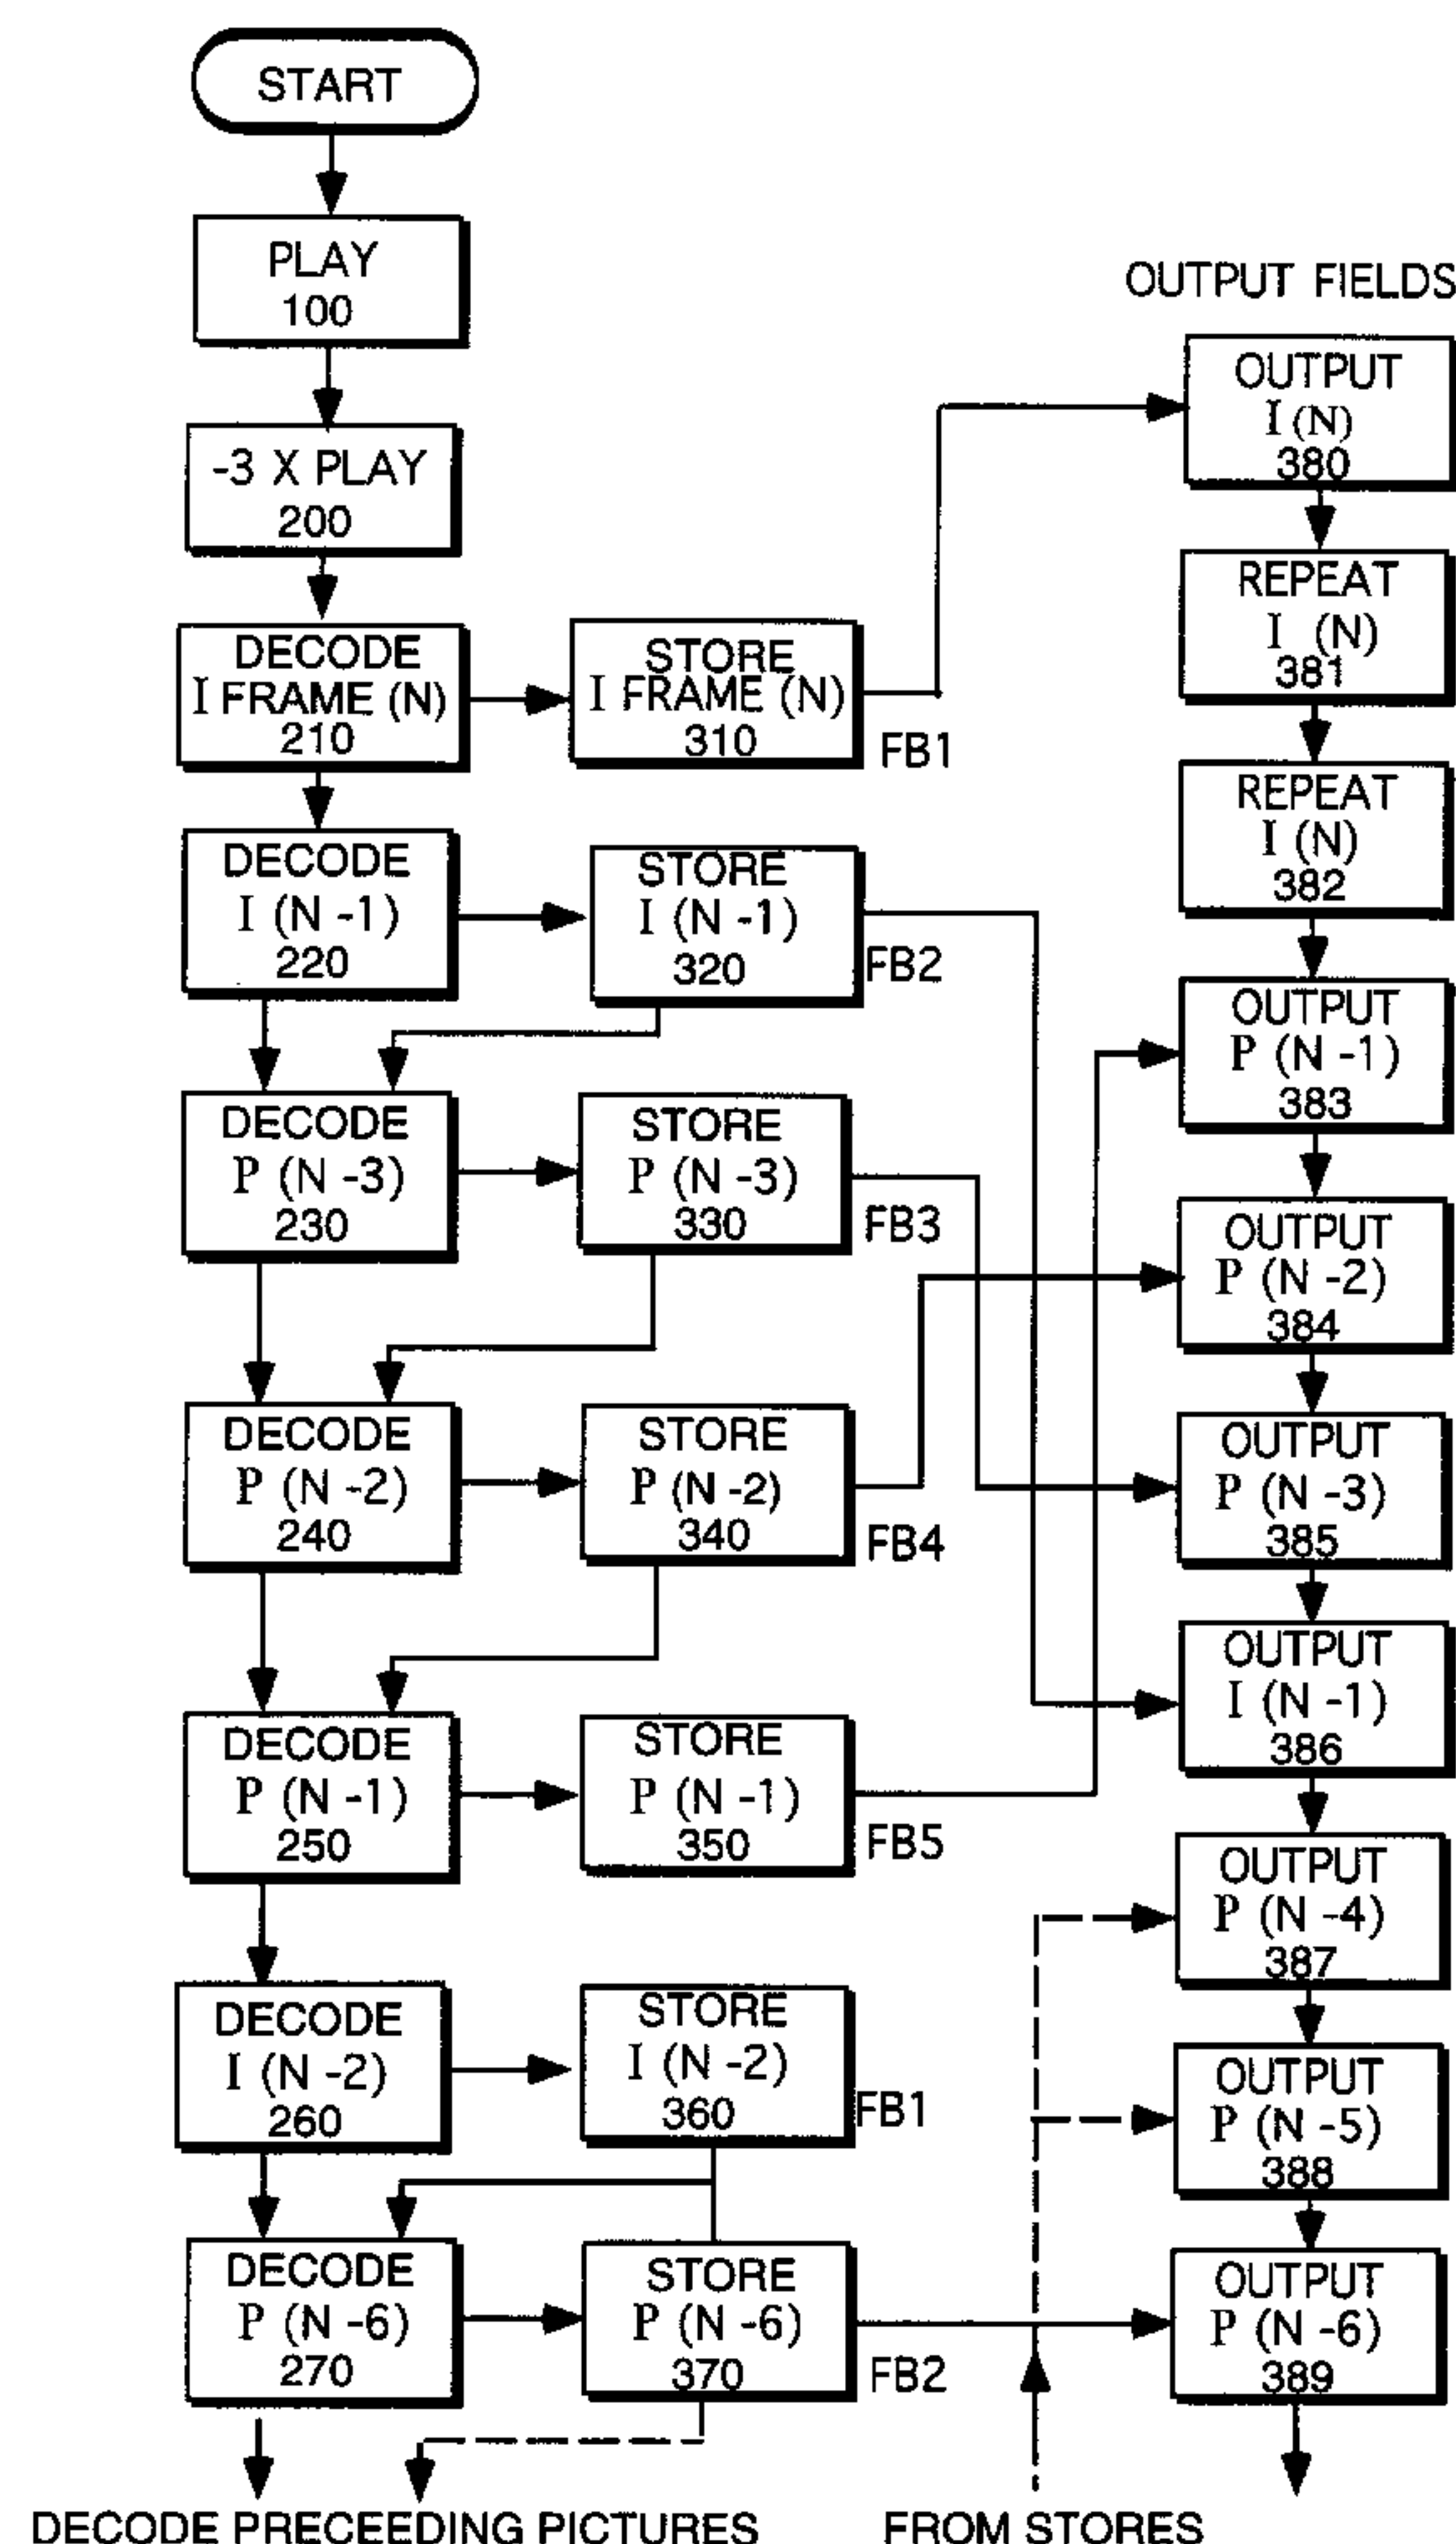 START
PLAY
100
-3 X PLAY
200
DECODE
I FRAME (N)
210
STORE
I FRAME (N)
310
FB1
DECODE
I (N -1)
220
STORE
I (N -1)
320
FB2
DECODE
P (N -3)
230
STORE
P (N -3)
330
FB3
DECODE
P (N -2)
240
STORE
P (N -2)
340
FB4
DECODE
P (N -1)
250
STORE
P (N -1)
350
FB5
DECODE
I (N -2)
260
STORE
I (N -2)
360
FB1
DECODE
P (N -6)
270
STORE
P (N -6)
370
FB2
DECODE PRECEEDING PICTURES
OUTPUT FIELDS
OUTPUT
I (N)
380
REPEAT
I (N)
381
REPEAT
I (N)
382
OUTPUT
P (N -1)
383
OUTPUT
P (N -2)
384
OUTPUT
P (N -3)
385
OUTPUT
I (N -1)
386
OUTPUT
P (N -4)
387
OUTPUT
P (N -5)
388
OUTPUT
P (N -6)
389
FROM STORES